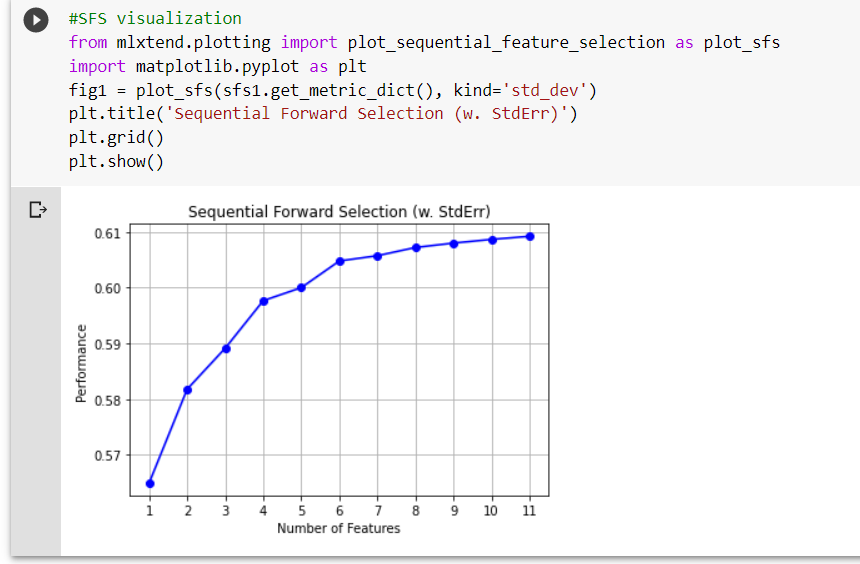 #SFS visualization
from mlxtend.plotting import plot_sequential_feature_selection as plot_sfs
import matplotlib.pyplot as plt
fig1 = plot_sfs(sfs1.get_metric_dict(), kind='std_dev')
plt.title('Sequential Forward Selection (w. StdErr)')
plt.grid()
plt.show()
Sequential Forward Selection (w. StdErr)
0.61
0.60
0.59
0.58
0.57
Performance
1 2 3 4 5 6 7 8 9 10 11
Number of Features